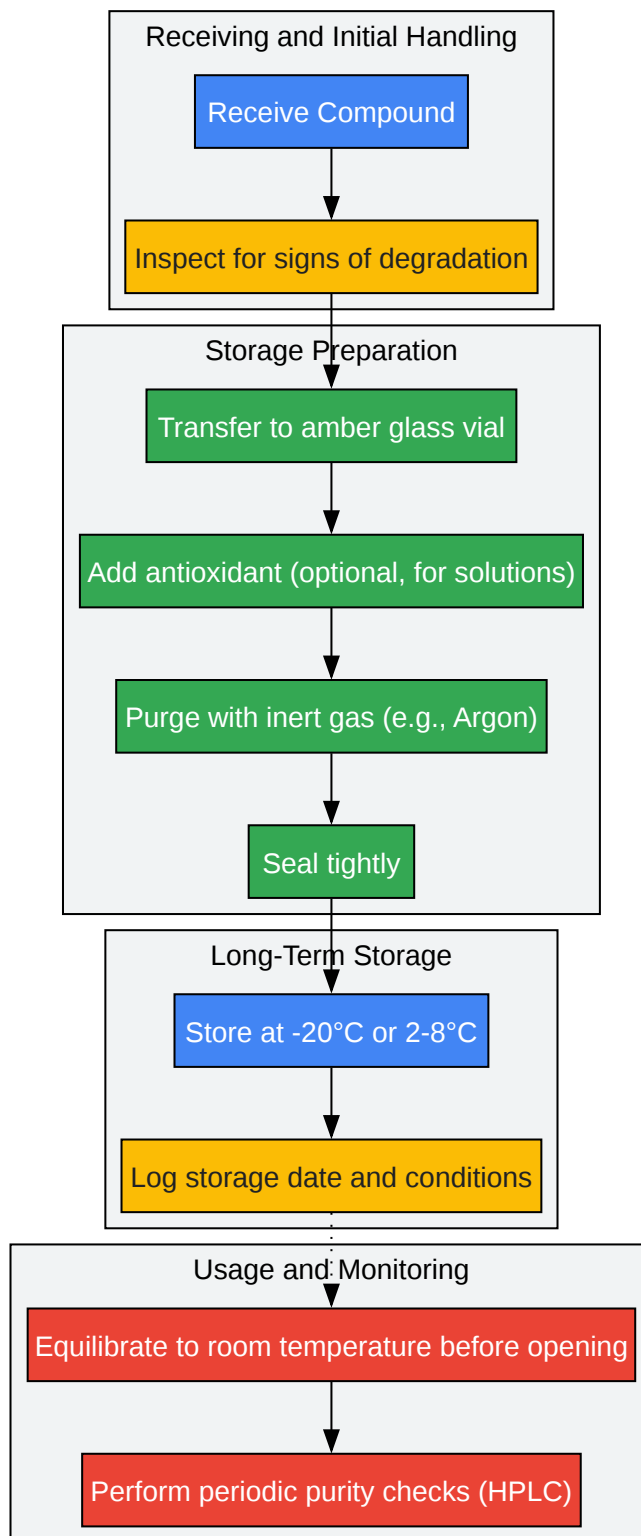 Receiving and Initial Handling
Receive Compound
Inspect for signs of degradation
Storage Preparation
Transfer to amber glass vial
Add antioxidant (optional, for solutions)
Purge with inert gas (e.g., Argon)
Seal tightly
Long-Term Storage
Store at -20°C or 2-8°C
Log storage date and conditions
Usage and Monitoring
Equilibrate to room temperature before opening
Perform periodic purity checks (HPLC)